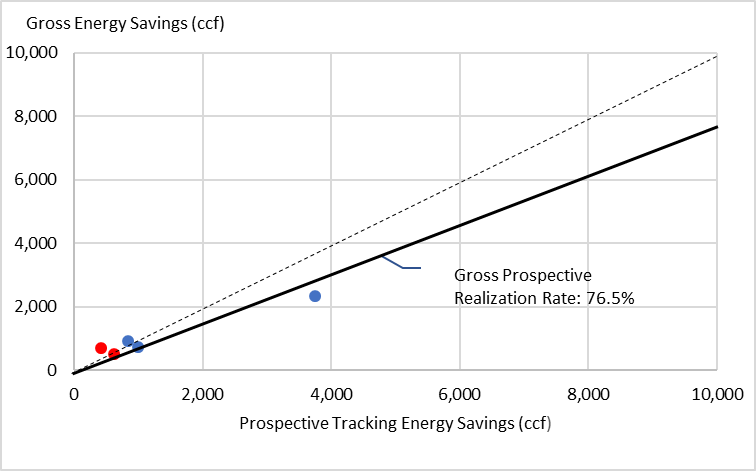 Gross Energy Savings (ccf)
10,000
8,000
6,000
4,000
2,000
0
Gross Prospective
Realization Rate: 76.5%
0 2,000 4,000 6,000 8,000 10,000
Prospective Tracking Energy Savings (ccf)